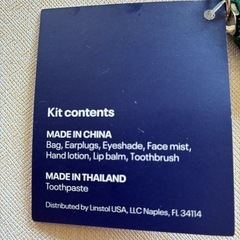 Kit contents
MADE IN CHINA
Bag, Earplugs, Eyeshade, Face mist,
Hand lotion, Lip balm, Toothbrush
MADE IN THAILAND
Toothpaste
Distributed by Linstol USA, LLC Naples, FL 34114